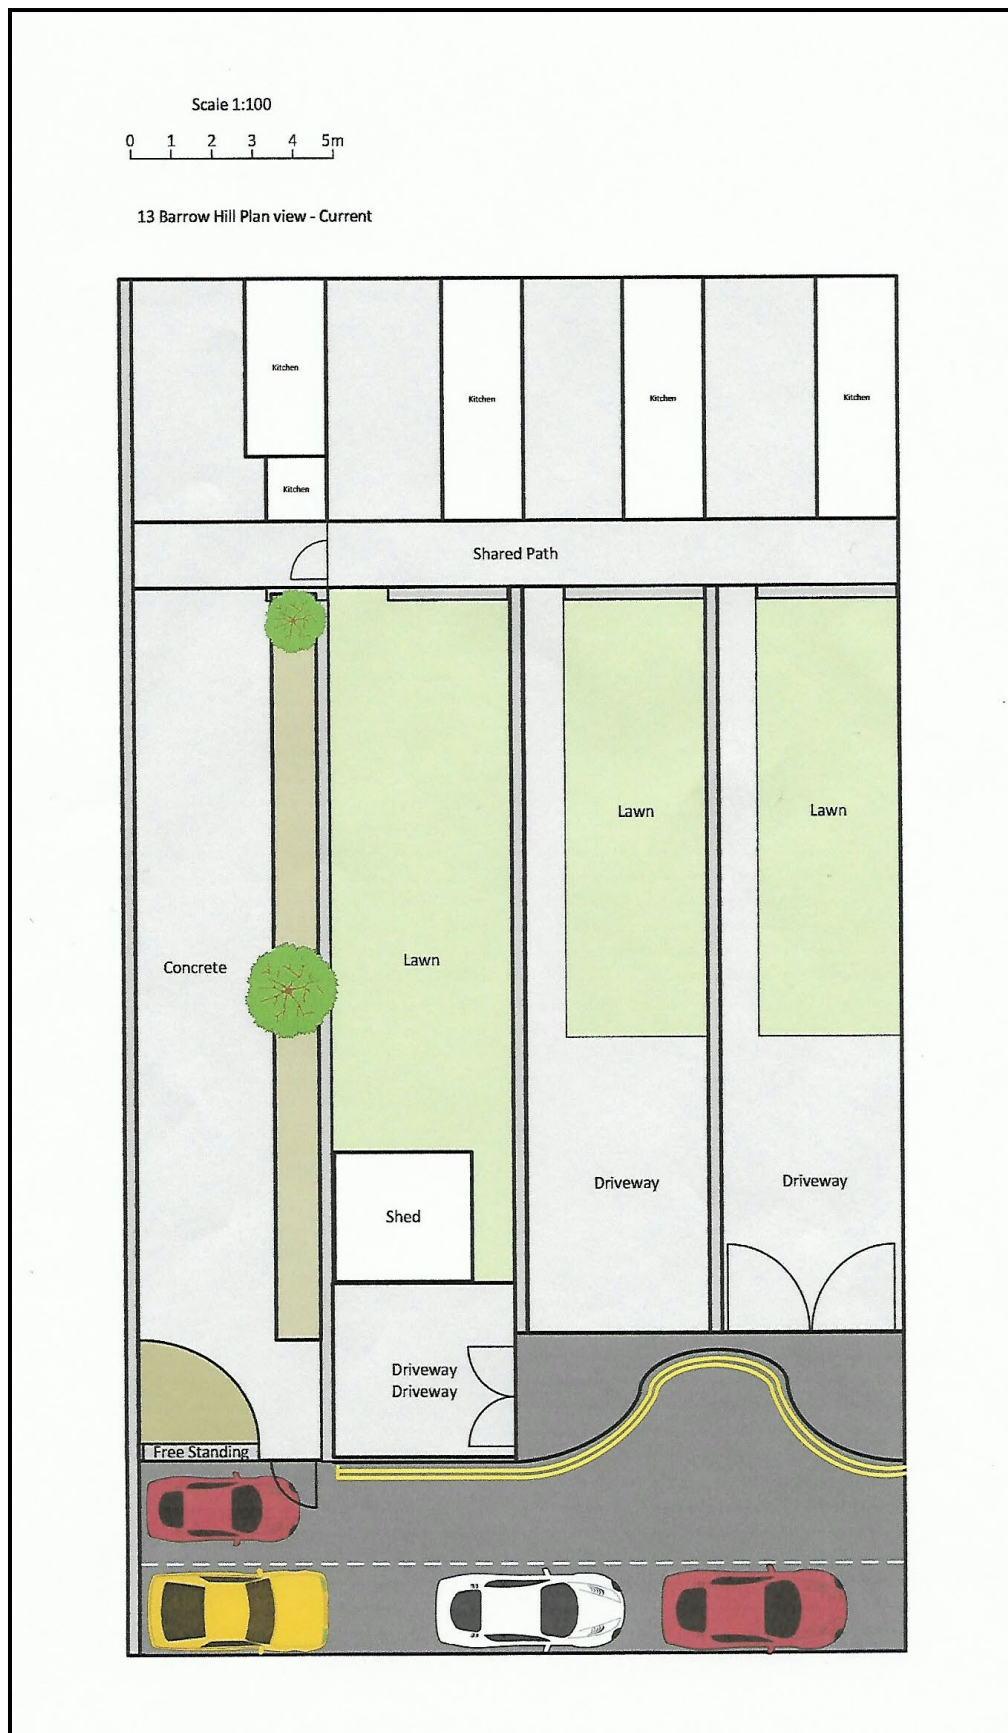 Scale 1:100
0 1 2 3 4 5m
13 Barrow Hill Plan view - Current
Kitchen
Kitchen
Kitchen
Kitchen
Kitchen
Shared Path
Lawn
Lawn
Concrete
Lawn
Driveway
Driveway
Shed
Driveway
Driveway
Free Standing